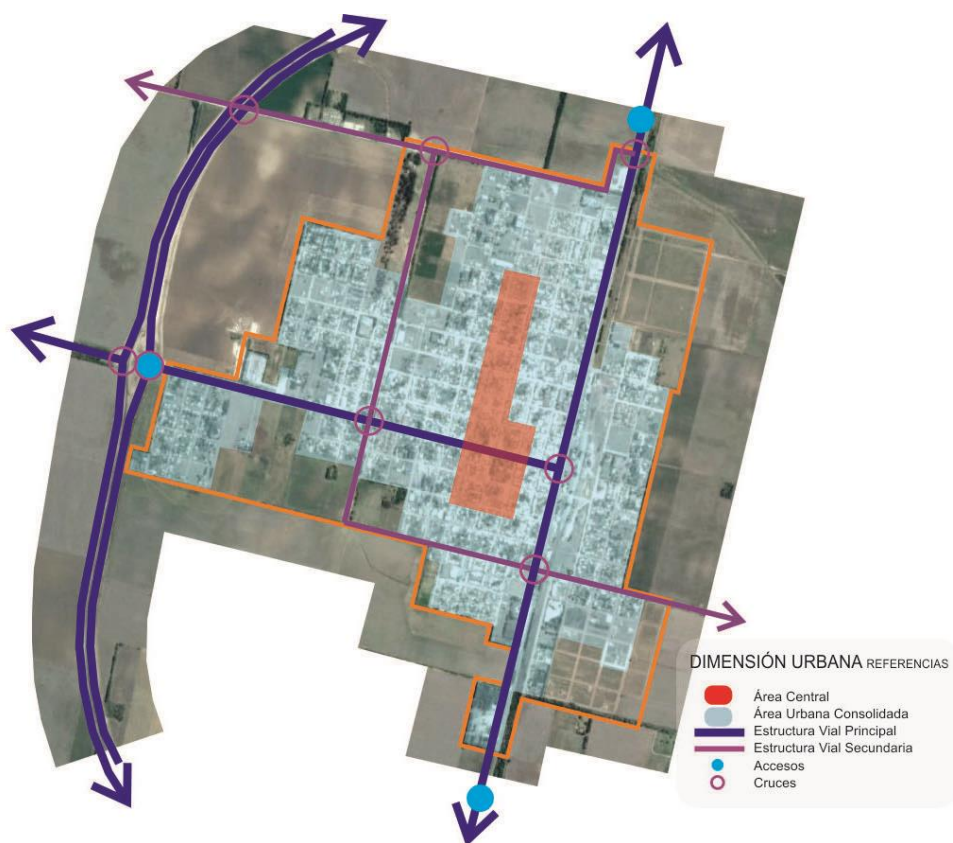 DIMENSIÓN URBANA REFERENCIAS
Área Central
Área Urbana Consolidada
Estructura Vial Principal
Estructura Vial Secundaria
Accesos
Cruces